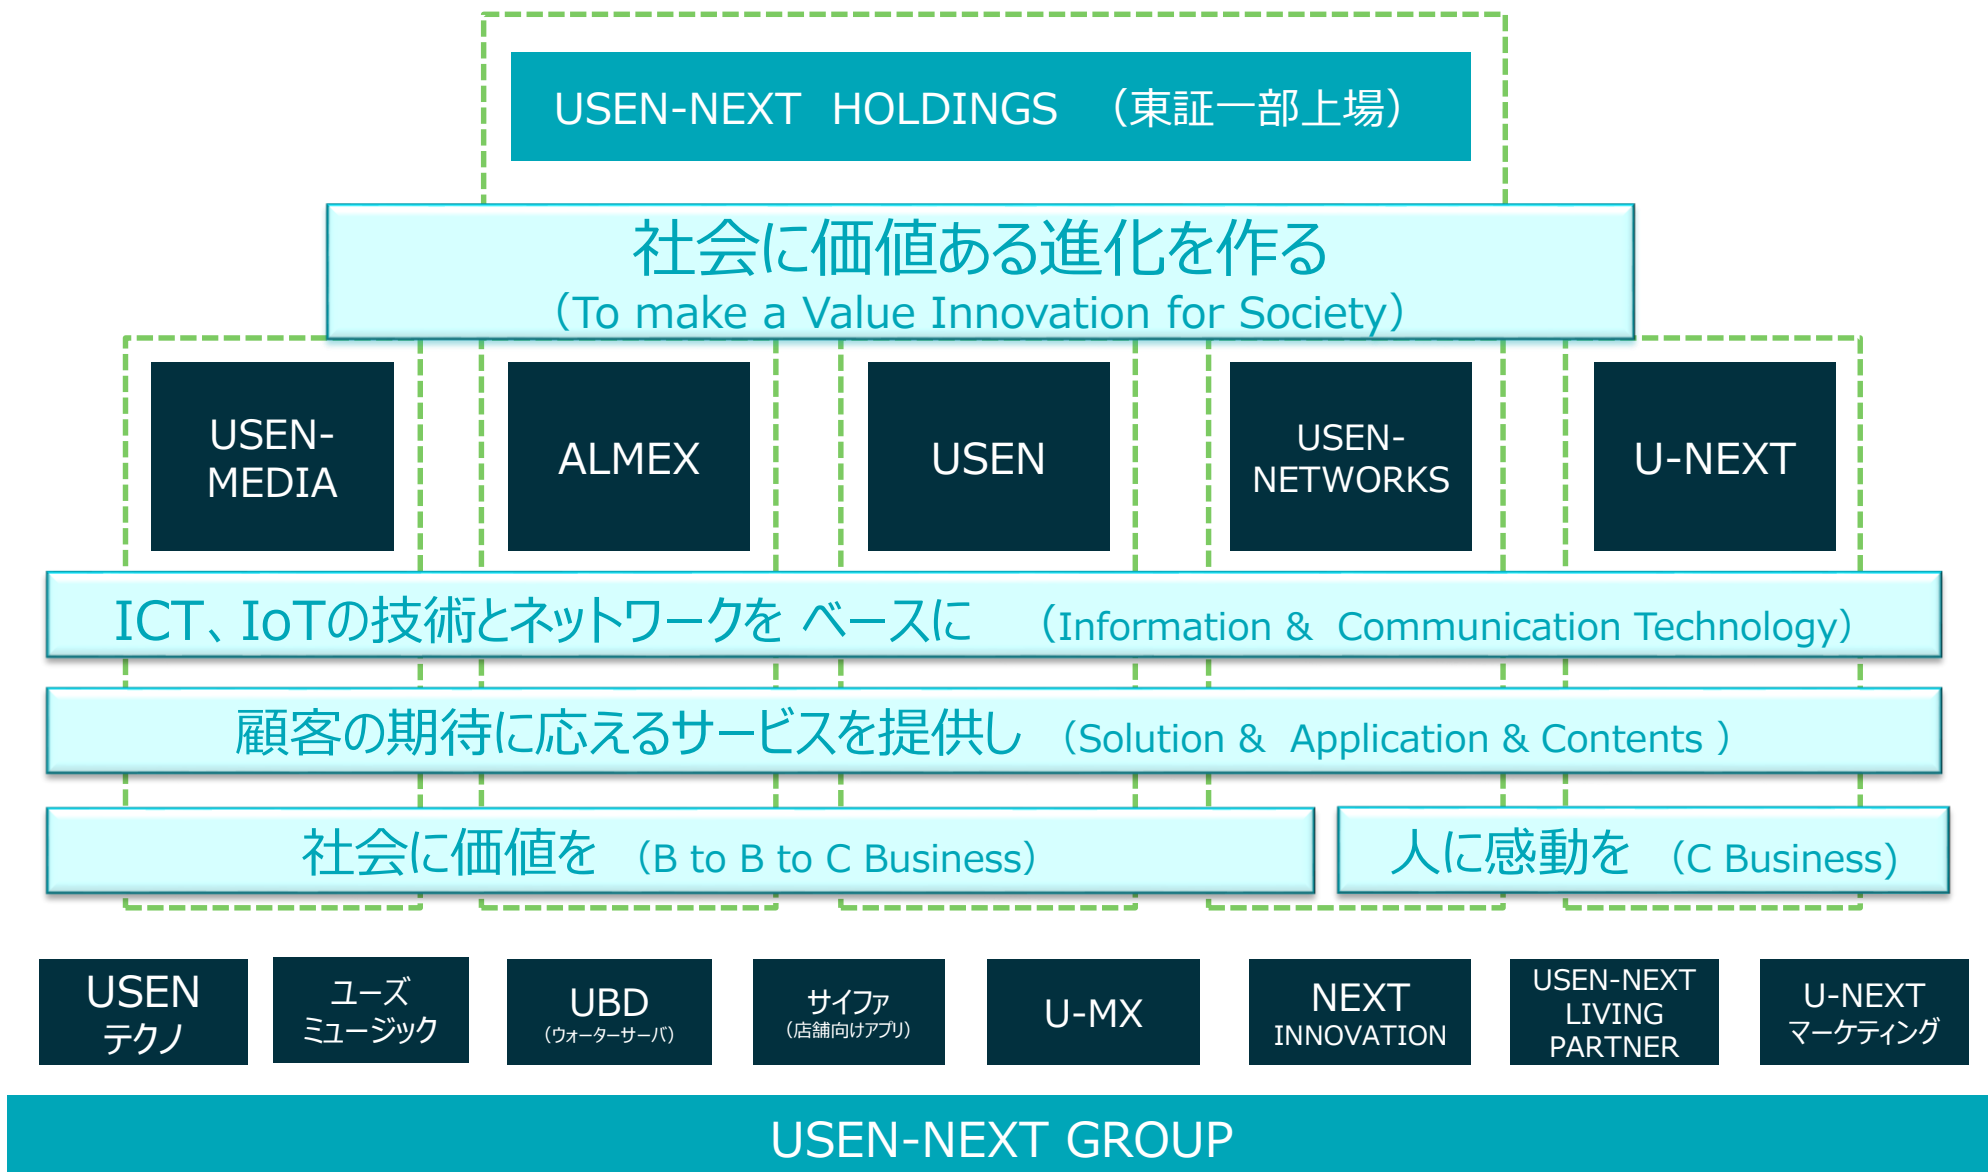 USEN-NEXT HOLDINGS （東証一部上場）
社会に価値ある進化を作る
（To make a Value Innovation for Society）
USEN-
MEDIA
ALMEX
USEN
USEN-
NETWORKS
U-NEXT
ICT、IoTの技術とネットワークを ベースに （Information & Communication Technology）
顧客の期待に応えるサービスを提供し （Solution & Application & Contents ）
社会に価値を （B to B to C Business）
人に感動を （C Business）
USEN
テクノ
ユーズ
ミュージック
UBD
（ウォーターサーバ）
サイファ
（店舗向けアプリ）
U-MX
NEXT
INNOVATION
USEN-NEXT
LIVING
PARTNER
U-NEXT
マーケティング
USEN-NEXT GROUP